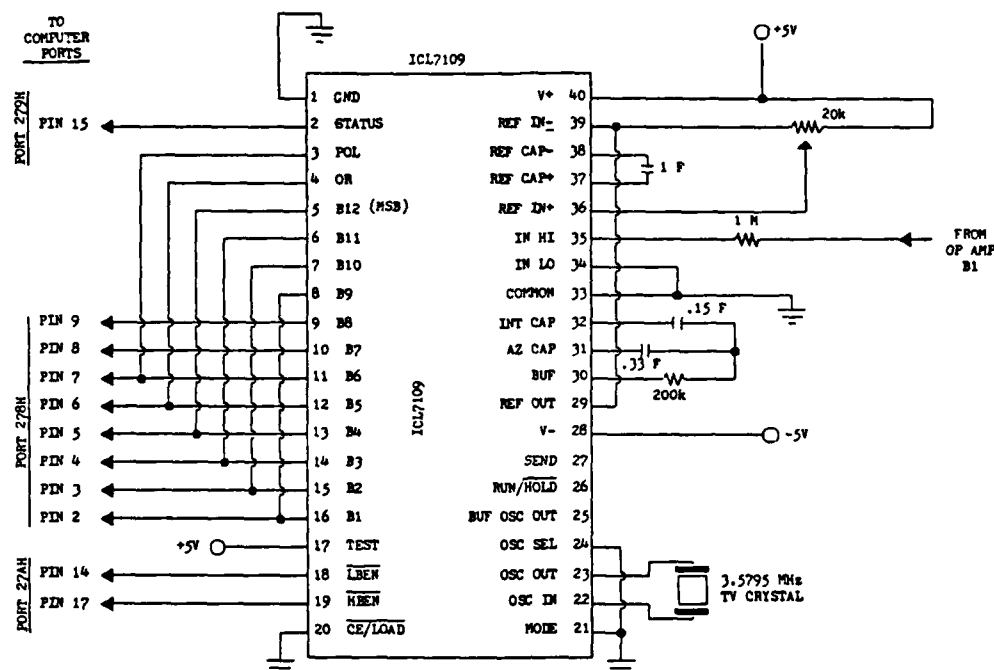 TO
COMPUTER
PORTS
ICL7109
+5V
PORT 279H
PIN 15
1 GND
2 STATUS
3 POL
4 OR
5 B12 (MSB)
6 B11
7 B10
8 B9
PORT 278H
PIN 9
9 B8
PIN 8
10 B7
PIN 7
11 B6
PIN 6
12 B5
PIN 5
13 B4
PIN 4
14 B3
PIN 3
15 B2
PIN 2
16 B1
+5V
17 TEST
PORT 27AH
PIN 14
18 LBEN
PIN 17
19 HBEN
20 CE/LOAD
ICL7109
V+ 40
REF IN- 39
20k
REF CAP- 38
1 F
REF CAP+ 37
REF IN+ 36
1 M
IN HI 35
FROM
OP AMP
B1
IN LO 34
COMMON 33
.15 F
INT CAP 32
AZ CAP 31
.33 F
BUF 30
200k
REF OUT 29
V- 28
-5V
SEND 27
RUN/HOLD 26
BUF OSC OUT 25
OSC SEL 24
OSC OUT 23
3.5795 MHz
TV CRYSTAL
OSC IN 22
MODE 21